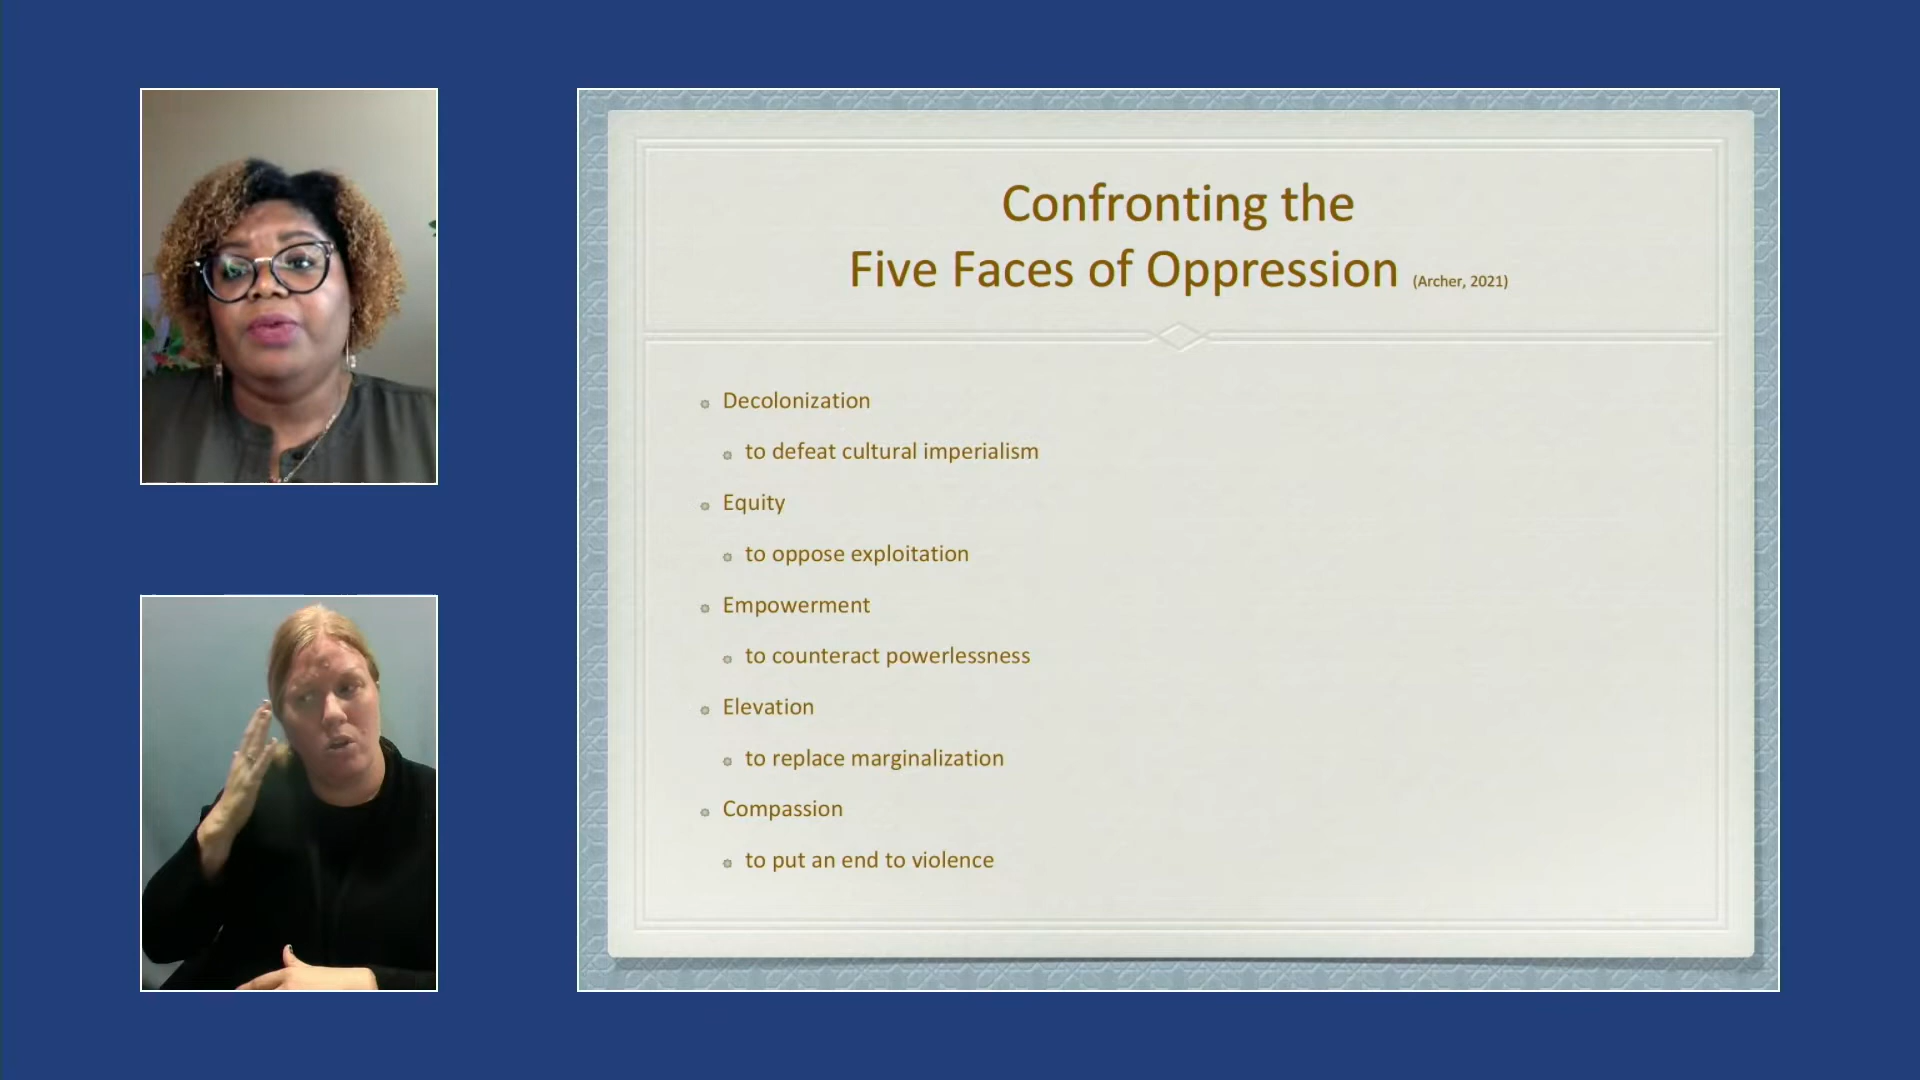 Confronting the
Five Faces of Oppression (Archer, 2021)
Decolonization
to defeat cultural imperialism
Equity
to oppose exploitation
Empowerment
to counteract powerlessness
Elevation
to replace marginalization
Compassion
to put an end to violence